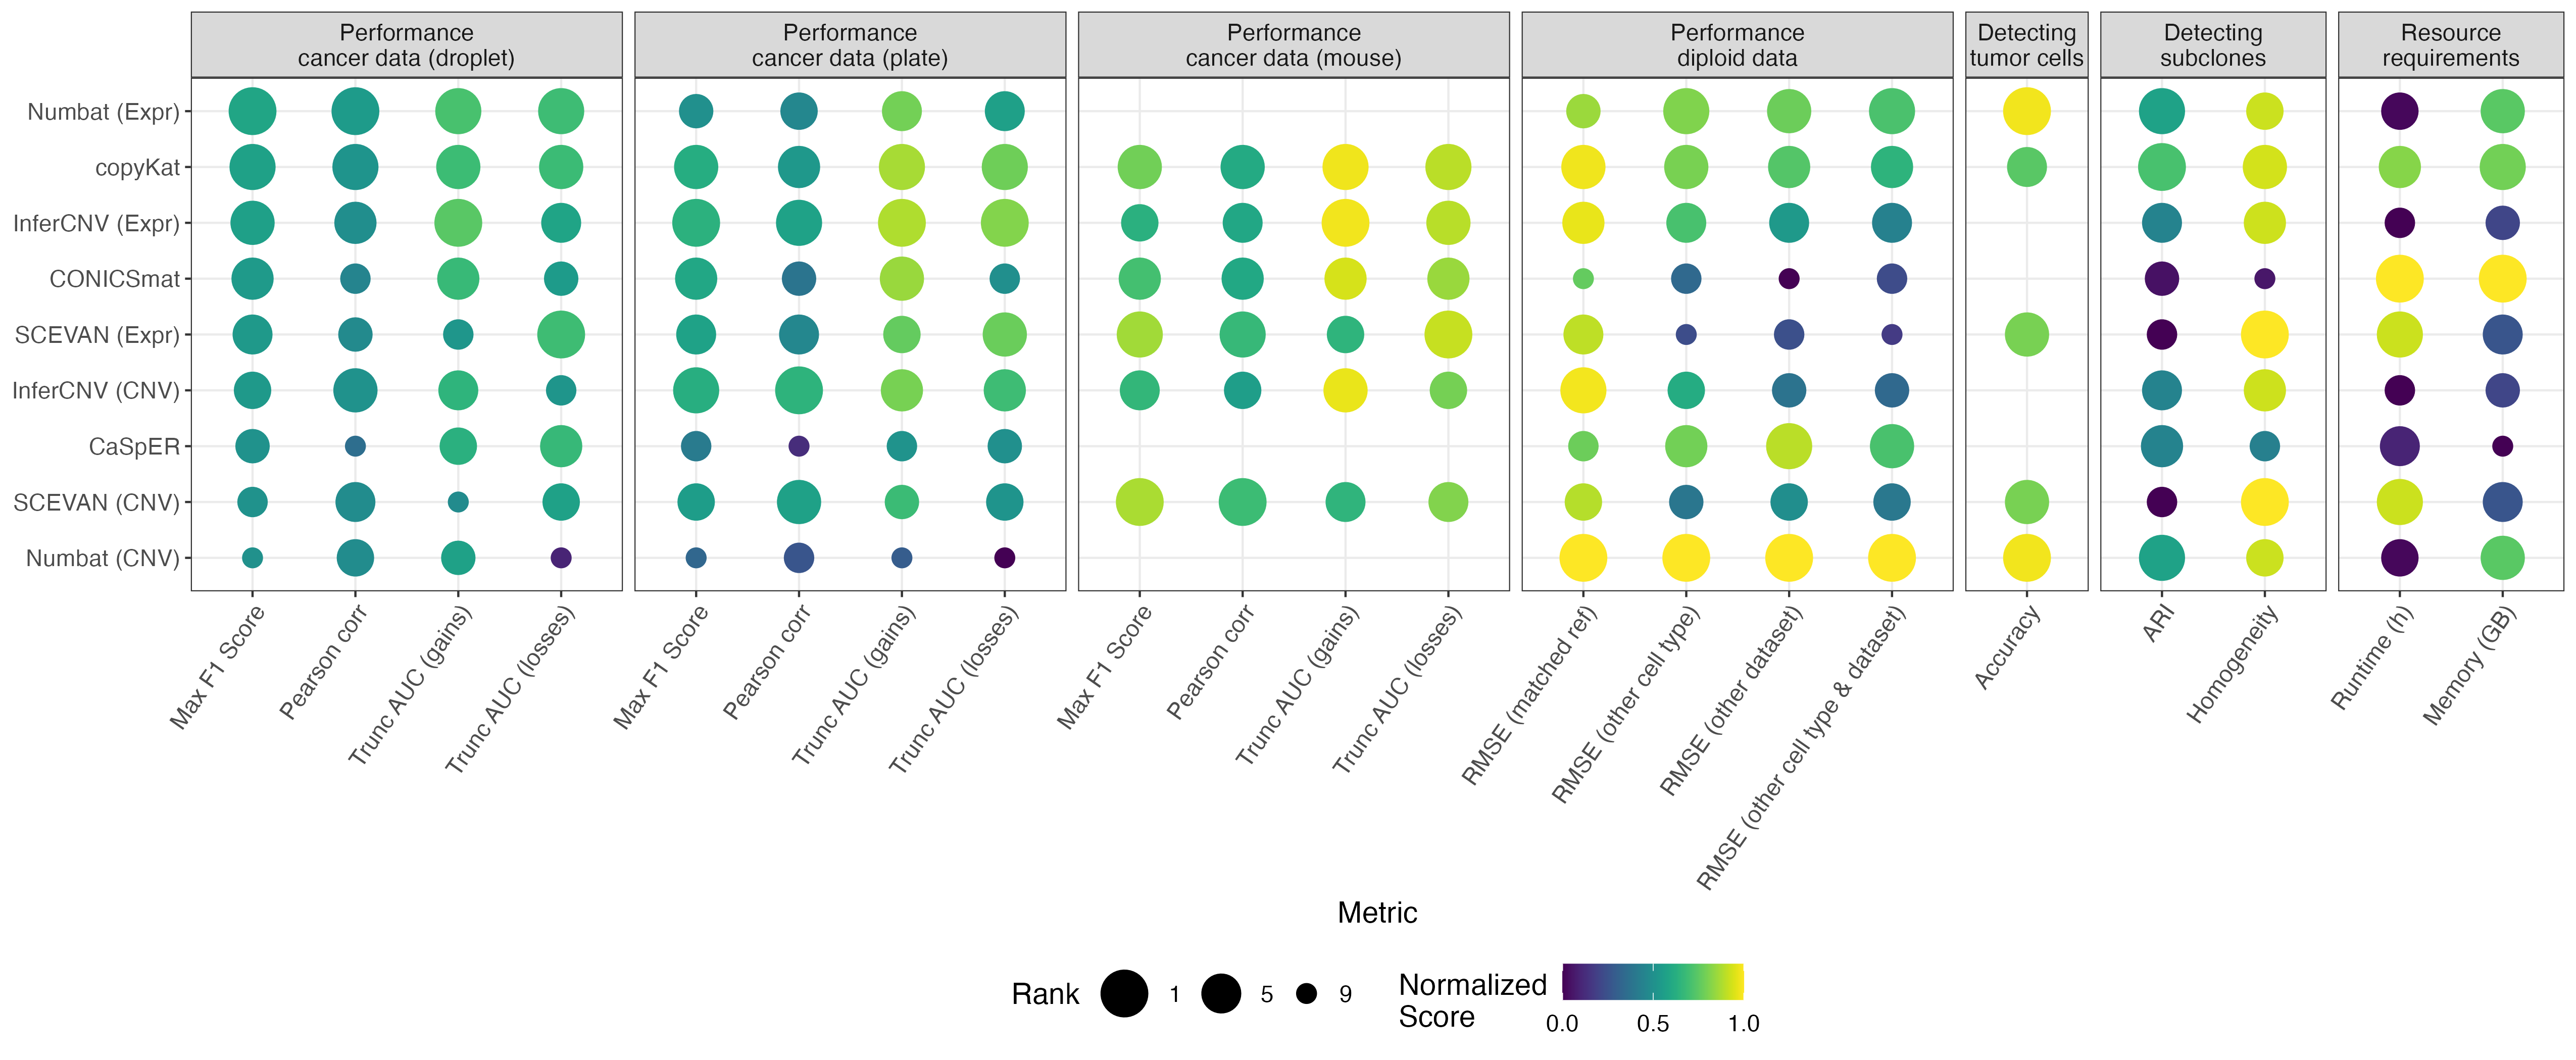 Performance
cancer data (droplet)
Performance
cancer data (plate)
Performance
cancer data (mouse)
Performance
diploid data
Detecting
tumor cells
Detecting
subclones
Resource
requirements
Numbat (Expr)
copyKat
InferCNV (Expr)
CONICSmat
SCEVAN (Expr)
InferCNV (CNV)
CaSpER
SCEVAN (CNV)
Numbat (CNV)
Max F1 Score
Pearson corr
Trunc AUC (gains)
Trunc AUC (losses)
Max F1 Score
Pearson corr
Trunc AUC (gains)
Trunc AUC (losses)
Max F1 Score
Pearson corr
Trunc AUC (gains)
Trunc AUC (losses)
RMSE (matched ref)
RMSE (other cell type)
RMSE (other dataset)
RMSE (other cell type & dataset)
Accuracy
ARI
Homogeneity
Runtime (h)
Memory (GB)
Metric
Rank 1 5 9
Normalized
Score
0.0 0.5 1.0